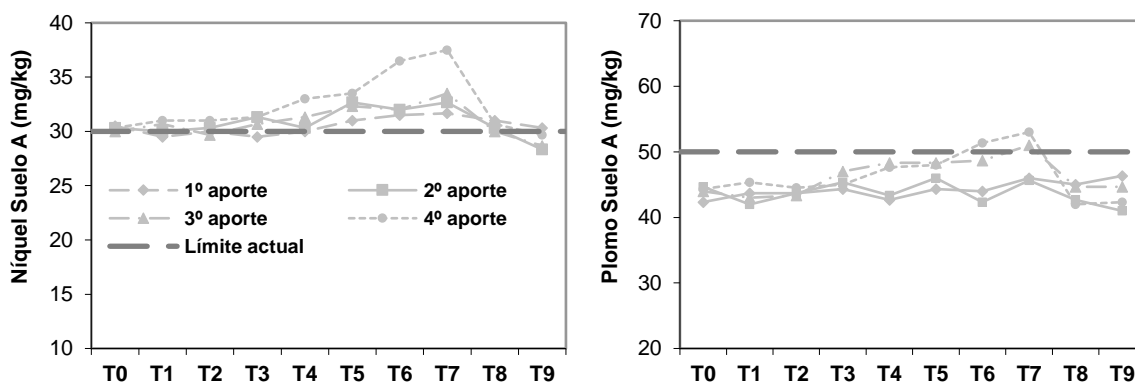 Níquel Suelo A (mg/kg)
40
35
30
25
20
15
10
1º aporte
2º aporte
3º aporte
4º aporte
Límite actual
T0 T1 T2 T3 T4 T5 T6 T7 T8 T9
Plomo Suelo A (mg/kg)
70
60
50
40
30
20
T0 T1 T2 T3 T4 T5 T6 T7 T8 T9